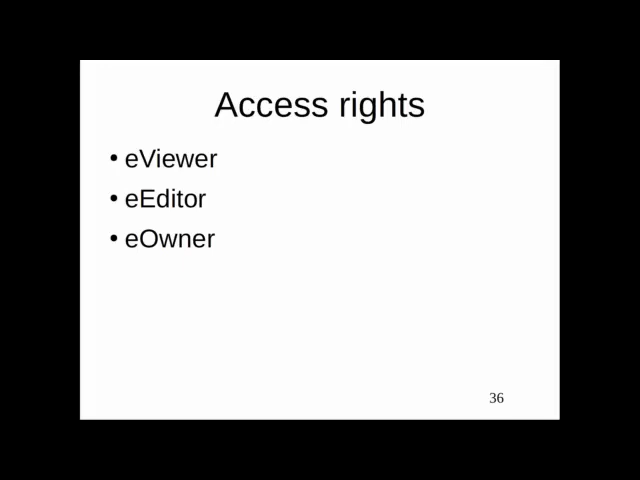 Access rights
• eViewer
• eEditor
• eOwner
36